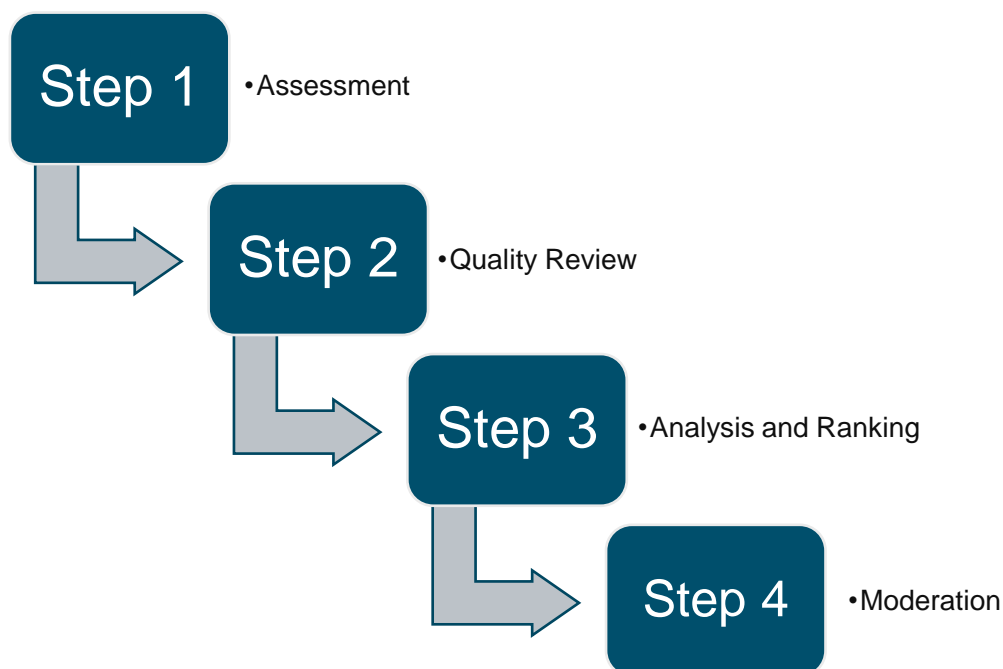 Step 1
•Assessment
Step 2
•Quality Review
Step 3
•Analysis and Ranking
Step 4
•Moderation